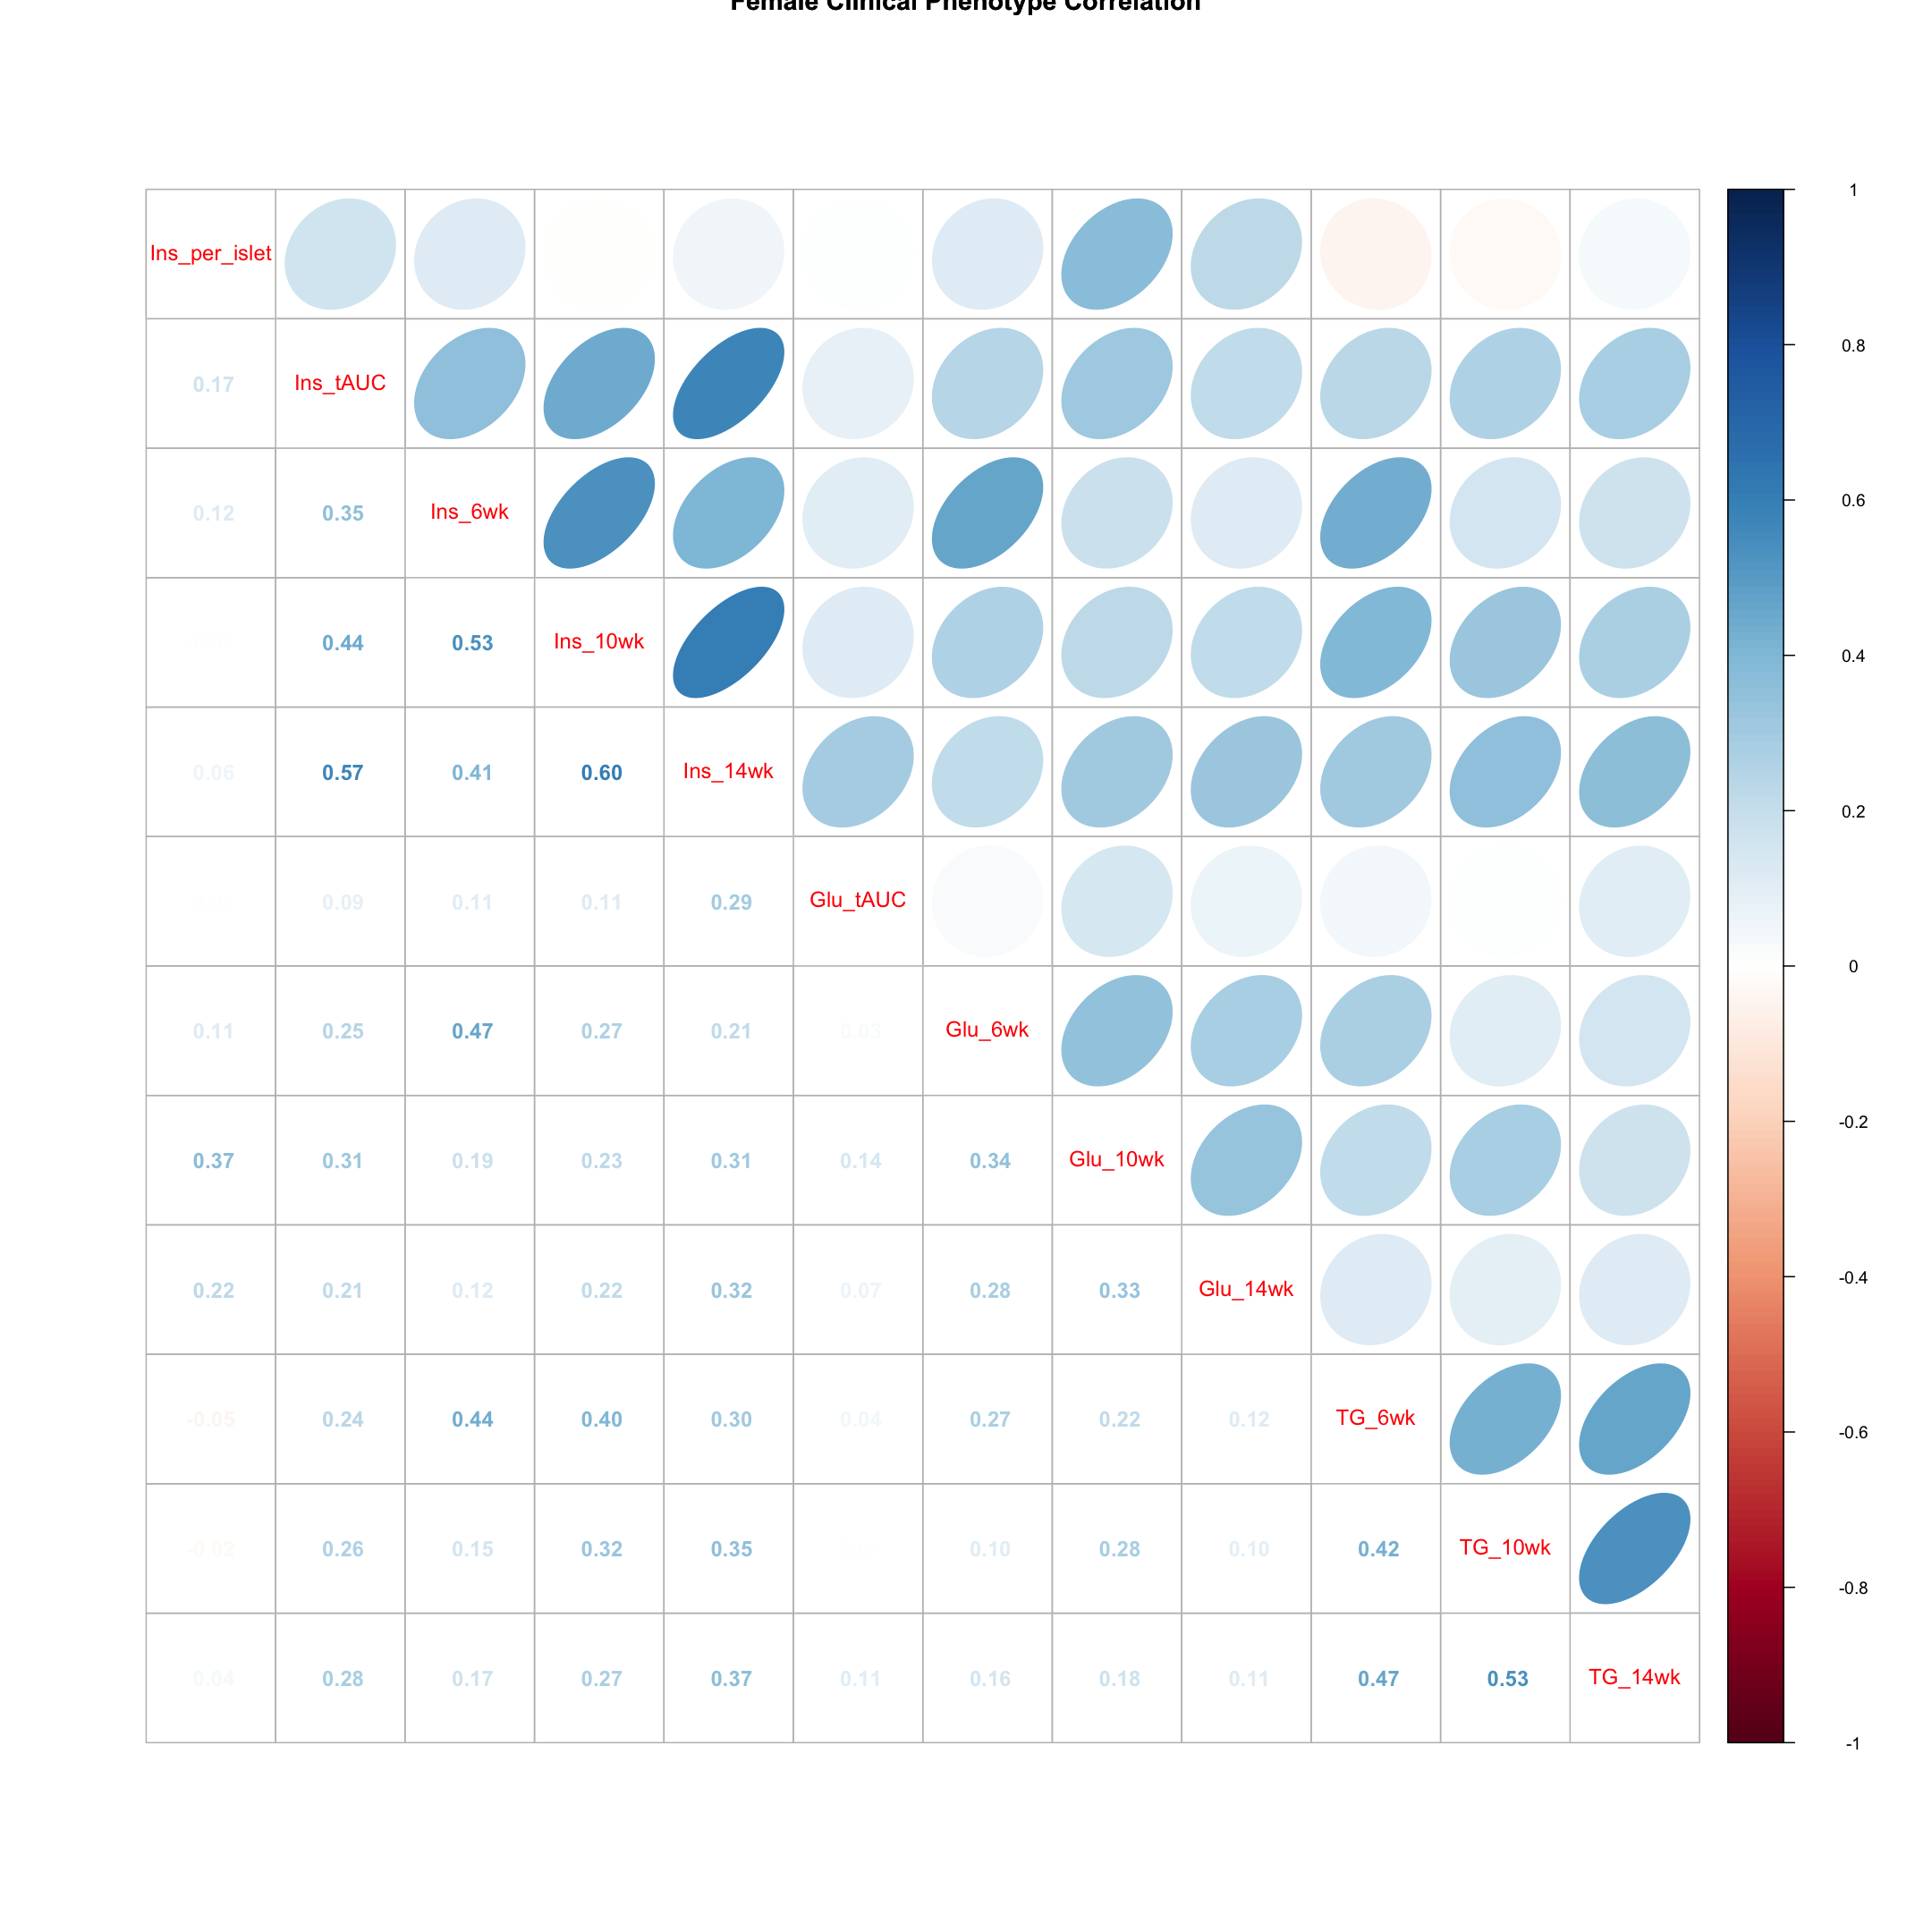 Female Clinical Phenotype Correlation
Ins_per_islet
1
0.8
0.17 Ins_tAUC
0.12 0.35 Ins_6wk
0.6
0.44 0.53 Ins_10wk
0.4
0.06 0.57 0.41 0.60 Ins_14wk
0.2
0.09 0.11 0.11 0.29 Glu_tAUC
0
0.11 0.25 0.47 0.27 0.21 0.03 Glu_6wk
-0.2
0.37 0.31 0.19 0.23 0.31 0.14 0.34 Glu_10wk
-0.4
0.22 0.21 0.12 0.22 0.32 0.07 0.28 0.33 Glu_14wk
-0.05 0.24 0.44 0.40 0.30 0.04 0.27 0.22 0.12 TG_6wk
-0.6
-0.02 0.26 0.15 0.32 0.35 0.10 0.28 0.10 0.42 TG_10wk
-0.8
0.04 0.28 0.17 0.27 0.37 0.11 0.16 0.18 0.11 0.47 0.53 TG_14wk
-1